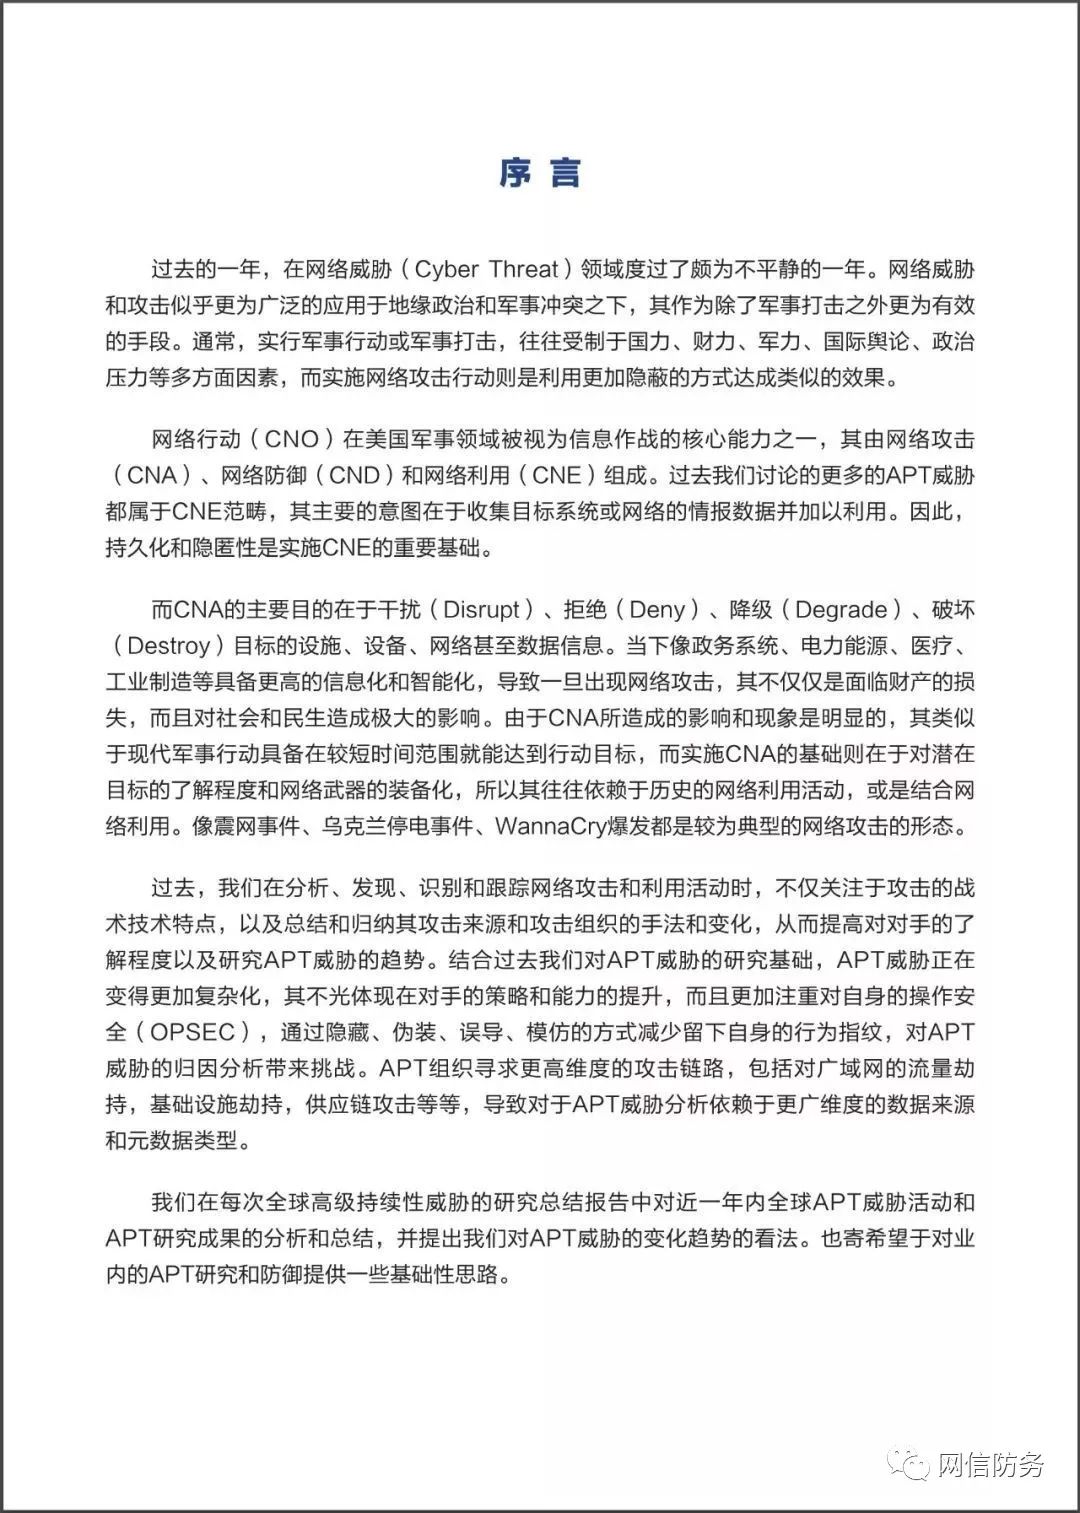 序 言
过去的一年，在网络威胁（Cyber Threat）领域度过了颇为不平静的一年。网络威胁
和攻击似乎更为广泛的应用于地缘政治和军事冲突之下，其作为除了军事打击之外更为有效
的手段。通常，实行军事行动或军事打击，往往受制于国力、财力、军力、国际舆论、政治
压力等多方面因素，而实施网络攻击行动则是利用更加隐蔽的方式达成类似的效果。
网络行动（CNO）在美国军事领域被视为信息作战的核心能力之一，其由网络攻击
（CNA）、网络防御（CND）和网络利用（CNE）组成。过去我们讨论的更多的APT威胁
都属于CNE范畴，其主要的意图在于收集目标系统或网络的情报数据并加以利用。因此，
持久化和隐匿性是实施CNE的重要基础。
而CNA的主要目的在于干扰（Disrupt）、拒绝（Deny）、降级（Degrade）、破坏
（Destroy）目标的设施、设备、网络甚至数据信息。当下像政务系统、电力能源、医疗、
工业制造等具备更高的信息化和智能化，导致一旦出现网络攻击，其不仅仅是面临财产的损
失，而且对社会和民生造成极大的影响。由于CNA所造成的影响和现象是明显的，其类似
于现代军事行动具备在较短时间范围就能达到行动目标，而实施CNA的基础则在于对潜在
目标的了解程度和网络武器的装备化，所以其往往依赖于历史的网络利用活动，或是结合网
络利用。像震网事件、乌克兰停电事件、WannaCry爆发都是较为典型的网络攻击的形态。
过去，我们在分析、发现、识别和跟踪网络攻击和利用活动时，不仅关注于攻击的战
术技术特点，以及总结和归纳其攻击来源和攻击组织的手法和变化，从而提高对对手的了
解程度以及研究APT威胁的趋势。结合过去我们对APT威胁的研究基础，APT威胁正在
变得更加复杂化，其不光体现在对手的策略和能力的提升，而且更加注重对自身的操作安
全（OPSEC），通过隐藏、伪装、误导、模仿的方式减少留下自身的行为指纹，对APT
威胁的归因分析带来挑战。APT组织寻求更高维度的攻击链路，包括对广域网的流量劫
持，基础设施劫持，供应链攻击等等，导致对于APT威胁分析依赖于更广维度的数据来源
和元数据类型。
我们在每次全球高级持续性威胁的研究总结报告中对近一年内全球APT威胁活动和
APT研究成果的分析和总结，并提出我们对APT威胁的变化趋势的看法。也寄希望于对业
内的APT研究和防御提供一些基础性思路。
网信防务